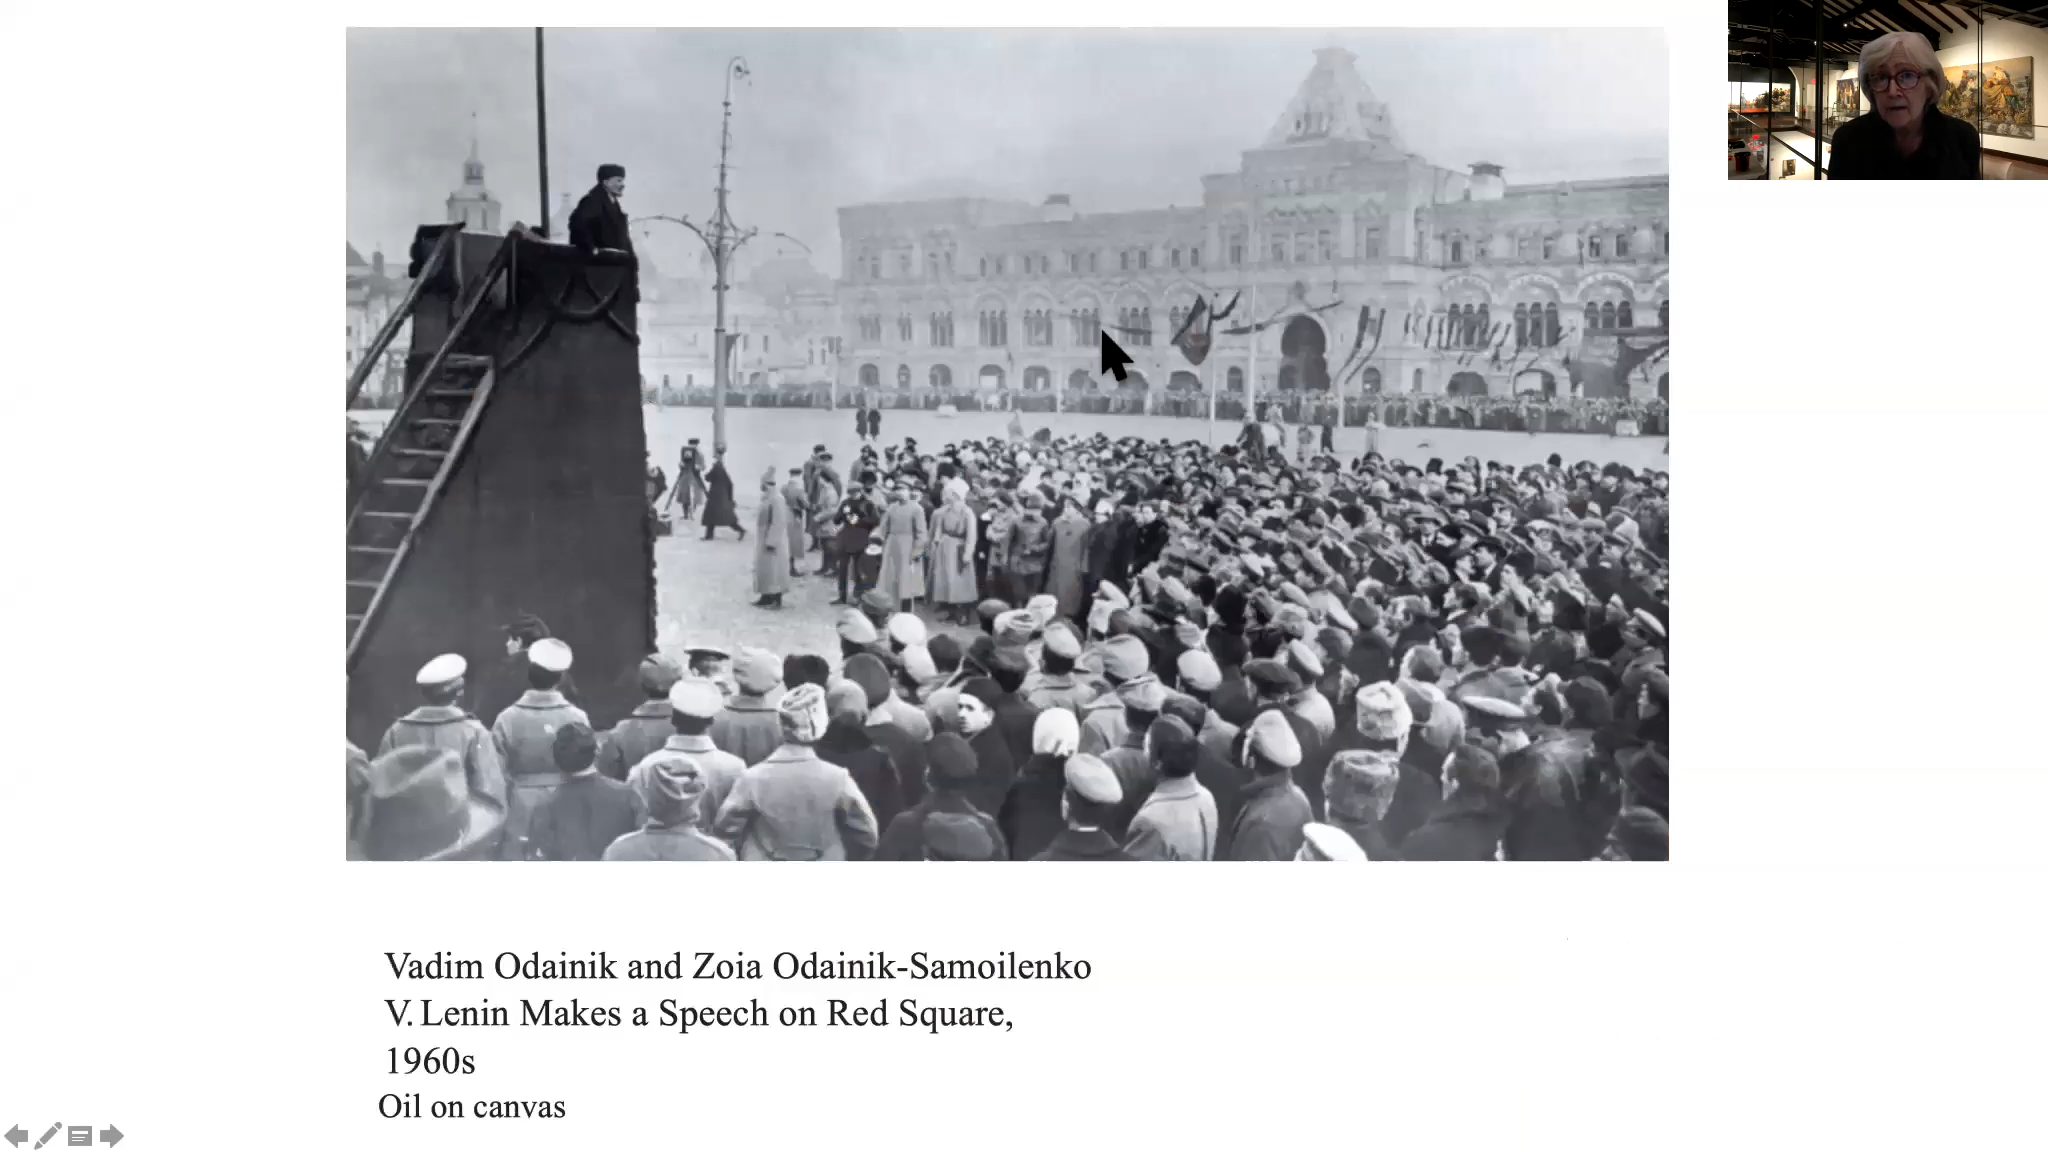 Vadim Odainik and Zoia Odainik-Samoilenko
V. Lenin Makes a Speech on Red Square,
1960s
Oil on canvas